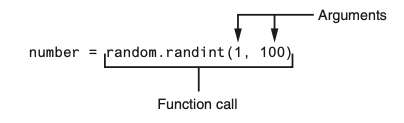 Arguments
number = random.randint(1, 100)
Function call